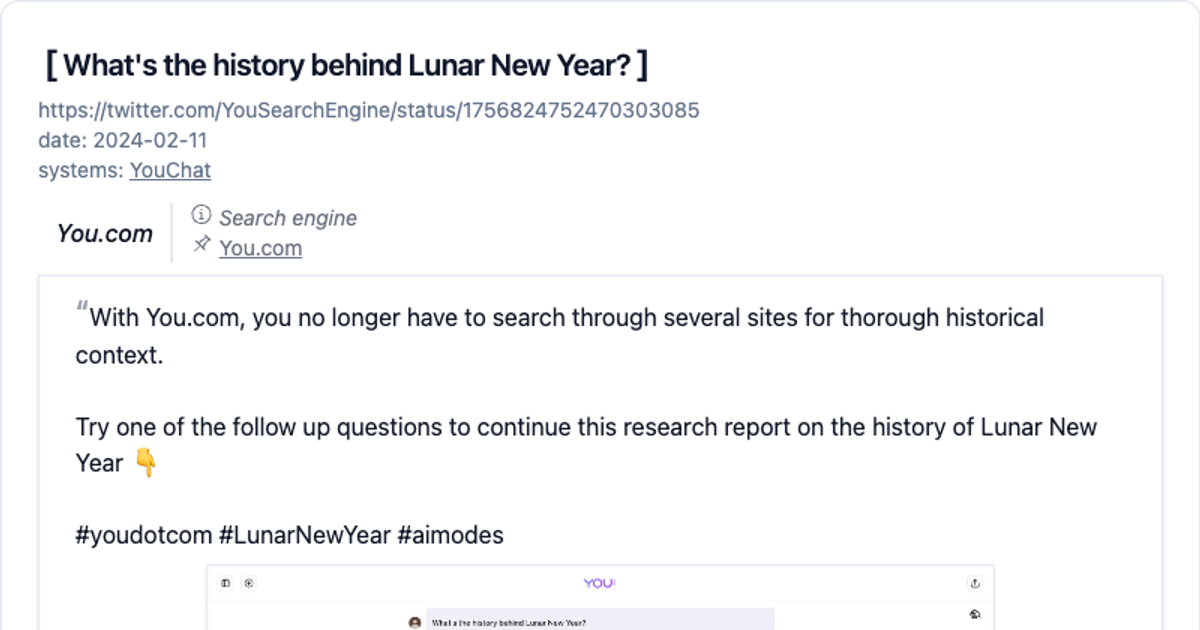 [ What's the history behind Lunar New Year? ]
https://twitter.com/YouSearchEngine/status/1756824752470303085
date: 2024-02-11
systems: YouChat
You.com
Search engine
You.com
“With You.com, you no longer have to search through several sites for thorough historical
context.
Try one of the follow up questions to continue this research report on the history of Lunar New
Year 👇
#youdotcom #LunarNewYear #aimodes
YOU
What's the history behind Lunar New Year?